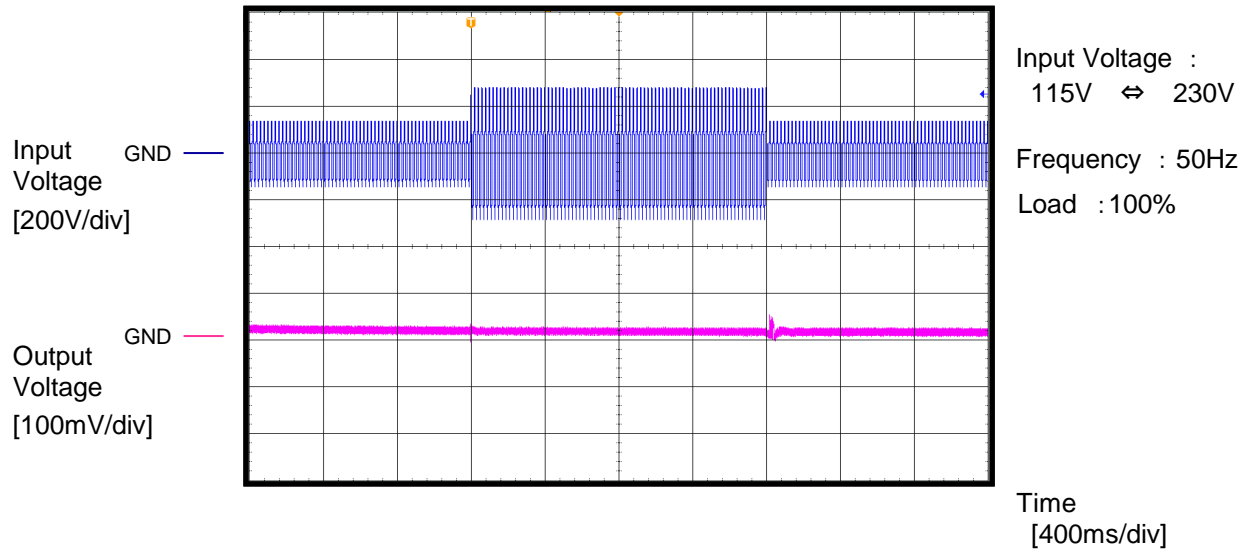 T
Input Voltage :
115V ⇔ 230V
Input
Voltage
[200V/div]
GND
Frequency : 50Hz
Load :100%
GND
Output
Voltage
[100mV/div]
Time
[400ms/div]